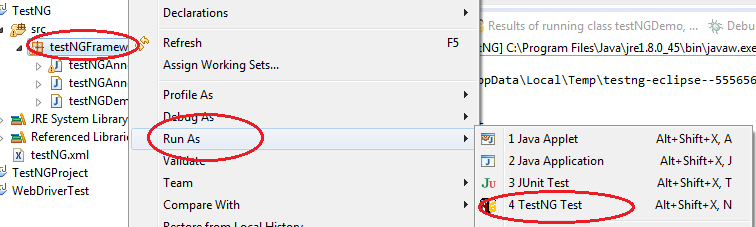 TestNG
src
testNGFramew
testNGAnn
testNGAnn
testNGDem
JRE System Library
Referenced Librarie
testNG.xml
TestNGProject
WebDriverTest
Declarations
Refresh F5
Assign Working Sets...
Profile As
Debug As
Run As
Validate
Team
Compare With
Restore from Local History
Results of running class testNGDemo, Debu
NG] C:\Program Files\Java\jre1.8.0_45\bin\javaw.exe
ppData\Local\Temp\testng-eclipse--555656
1 Java Applet Alt+Shift+X, A
2 Java Application Alt+Shift+X, J
3 JUnit Test Alt+Shift+X, T
4 TestNG Test Alt+Shift+X, N